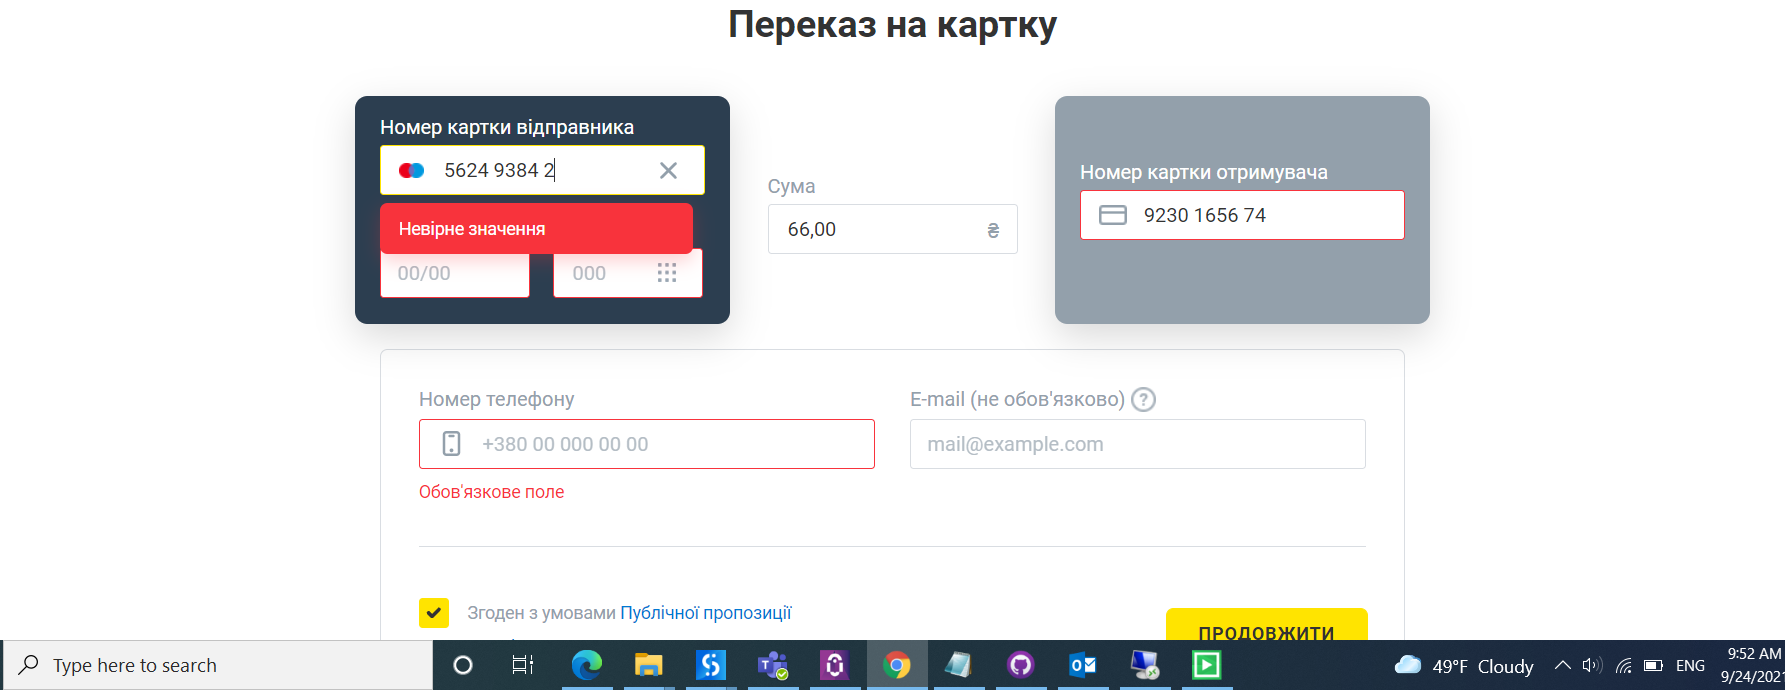 Переказ на картку
Номер картки відправника
5624 9384 2
Невірне значення
00/00
000
Сума
66,00 ₴
Номер картки отримувача
9230 1656 74
Номер телефону
+380 00 000 00 00
Обов'язкове поле
E-mail (не обов'язково) ?
mail@example.com
Згоден з умовами Публічної пропозиції
ПРОДОВЖИТИ
Type here to search
49°F Cloudy
ENG
9:52 AM
9/24/202